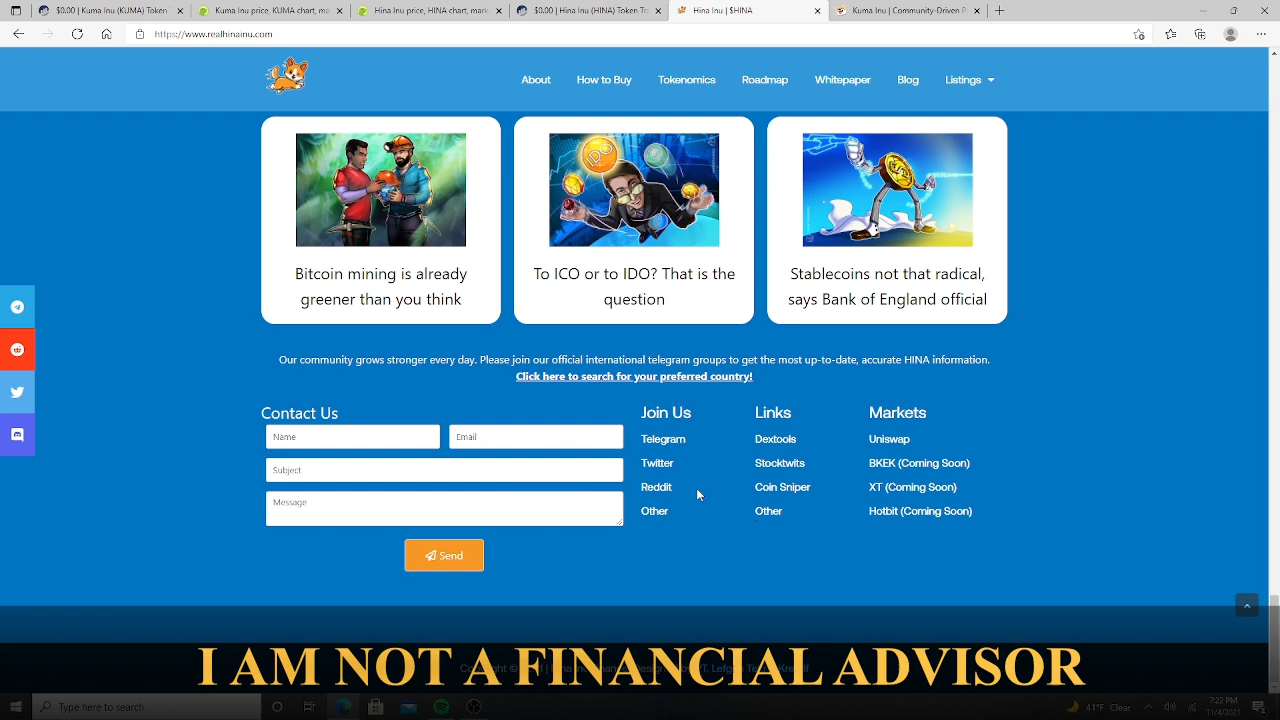 $0.00 | Kuma Inu (KUMA) Token T
Kuma Inu price, KUMA chart, mark
Hina Inu price, HINA chart, marke
$0.00 | Hina Inu (HINA) Token Tr
Hina Inu | $HINA
Kuma Inu | Community-Driven P
https://www.realhinainu.com
About
How to Buy
Tokenomics
Roadmap
Whitepaper
Blog
Listings
IDO
Bitcoin mining is already
greener than you think
To ICO or to IDO? That is the
question
Stablecoins not that radical,
says Bank of England official
Our community grows stronger every day. Please join our official international telegram groups to get the most up-to-date, accurate HINA information.
Click here to search for your preferred country!
Contact Us
Name
Email
Subject
Message
Send
Join Us
Telegram
Twitter
Reddit
Other
Links
Dextools
Stocktwits
Coin Sniper
Other
Markets
Uniswap
BKEK (Coming Soon)
XT (Coming Soon)
Hotbit (Coming Soon)
I AM NOT A FINANCIAL ADVISOR
Type here to search
41°F Clear
7:22 PM
11/4/2021